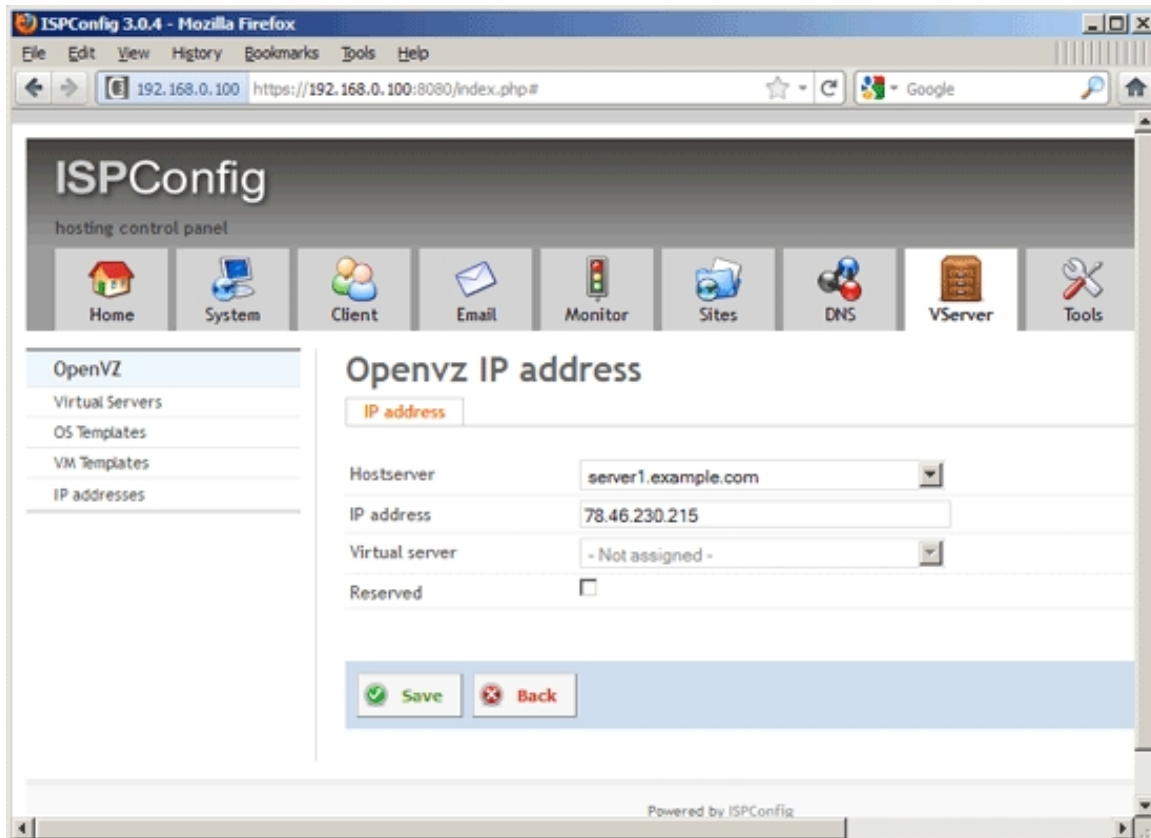 ISPConfig 3.0.4 - Mozilla Firefox
File Edit View History Bookmarks Tools Help
192.168.0.100 https://192.168.0.100:8080/index.php# Google
ISPConfig
hosting control panel
Home System Client Email Monitor Sites DNS VServer Tools
OpenVZ
Virtual Servers
OS Templates
VM Templates
IP addresses
Openvz IP address
IP address
Hostserver server1.example.com
IP address 78.46.230.215
Virtual server - Not assigned -
Reserved
Save Back
Powered by ISPConfig